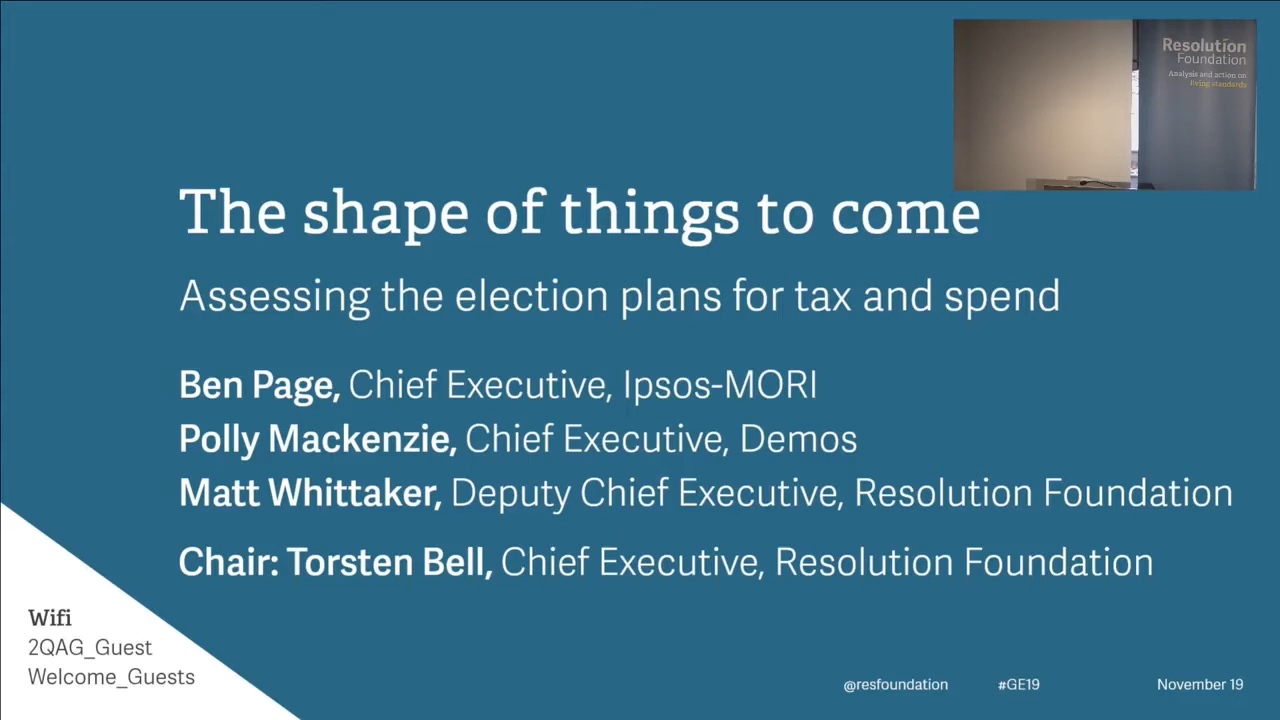 Resolution
Foundation
Analysis and action on
living standards
The shape of things to come
Assessing the election plans for tax and spend
Ben Page, Chief Executive, Ipsos-MORI
Polly Mackenzie, Chief Executive, Demos
Matt Whittaker, Deputy Chief Executive, Resolution Foundation
Chair: Torsten Bell, Chief Executive, Resolution Foundation
Wifi
2QAG_Guest
Welcome_Guests
@resfoundation #GE19 November 19